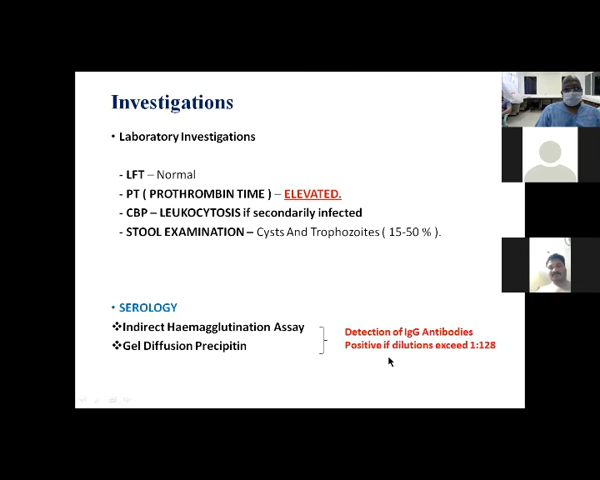 Investigations
• Laboratory Investigations
- LFT – Normal
- PT ( PROTHROMBIN TIME ) – ELEVATED.
- CBP – LEUKOCYTOSIS if secondarily infected
- STOOL EXAMINATION – Cysts And Trophozoites ( 15-50 % ).
• SEROLOGY
❖Indirect Haemagglutination Assay
❖Gel Diffusion Precipitin
Detection of IgG Antibodies
Positive if dilutions exceed 1:128